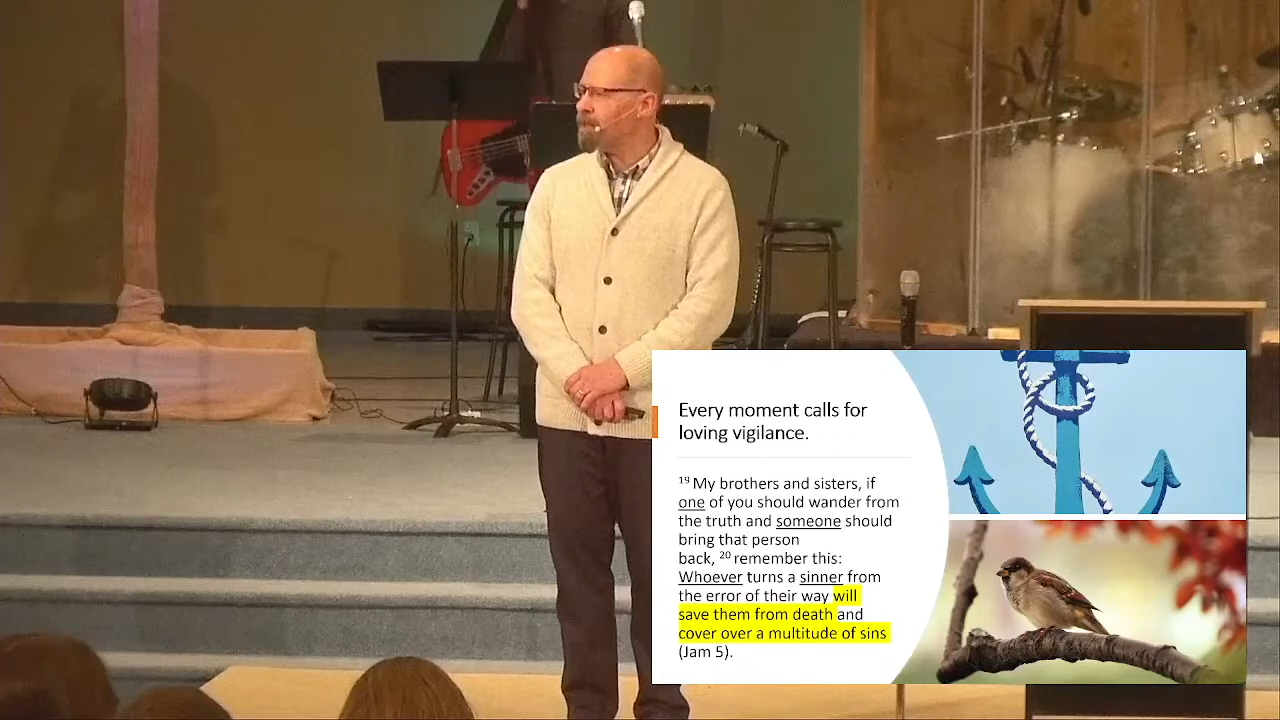 Every moment calls for
loving vigilance.
19 My brothers and sisters, if
one of you should wander from
the truth and someone should
bring that person
back, 20 remember this:
Whoever turns a sinner from
the error of their way will
save them from death and
cover over a multitude of sins
(Jam 5).